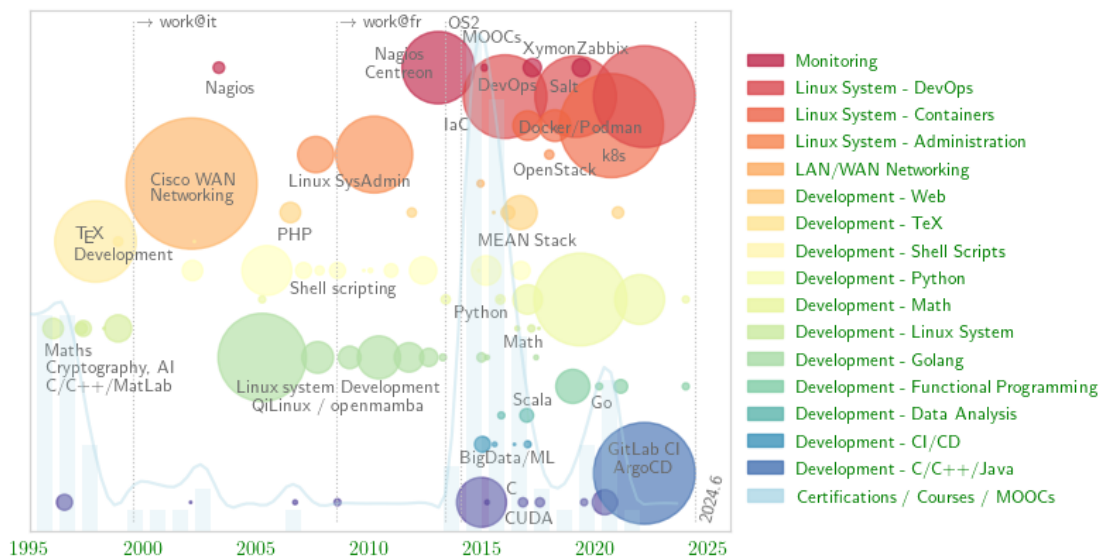 → work@it
→ work@fr
OS2
MOOCs
Nagios
Centreon
XymonZabbix
Nagios
DevOps
Salt
IaC
Docker/Podman
k8s
OpenStack
Cisco WAN
Networking
Linux SysAdmin
TEX
Development
PHP
MEAN Stack
Shell scripting
Python
Math
Maths
Cryptography, AI
C/C++/MatLab
Linux system Development
QiLinux / openmamba
Scala
Go
BigData/ML
GitLab CI
ArgoCD
C
CUDA
2024.6
1995
2000
2005
2010
2015
2020
2025
Monitoring
Linux System - DevOps
Linux System - Containers
Linux System - Administration
LAN/WAN Networking
Development - Web
Development - TeX
Development - Shell Scripts
Development - Python
Development - Math
Development - Linux System
Development - Golang
Development - Functional Programming
Development - Data Analysis
Development - CI/CD
Development - C/C++/Java
Certifications / Courses / MOOCs